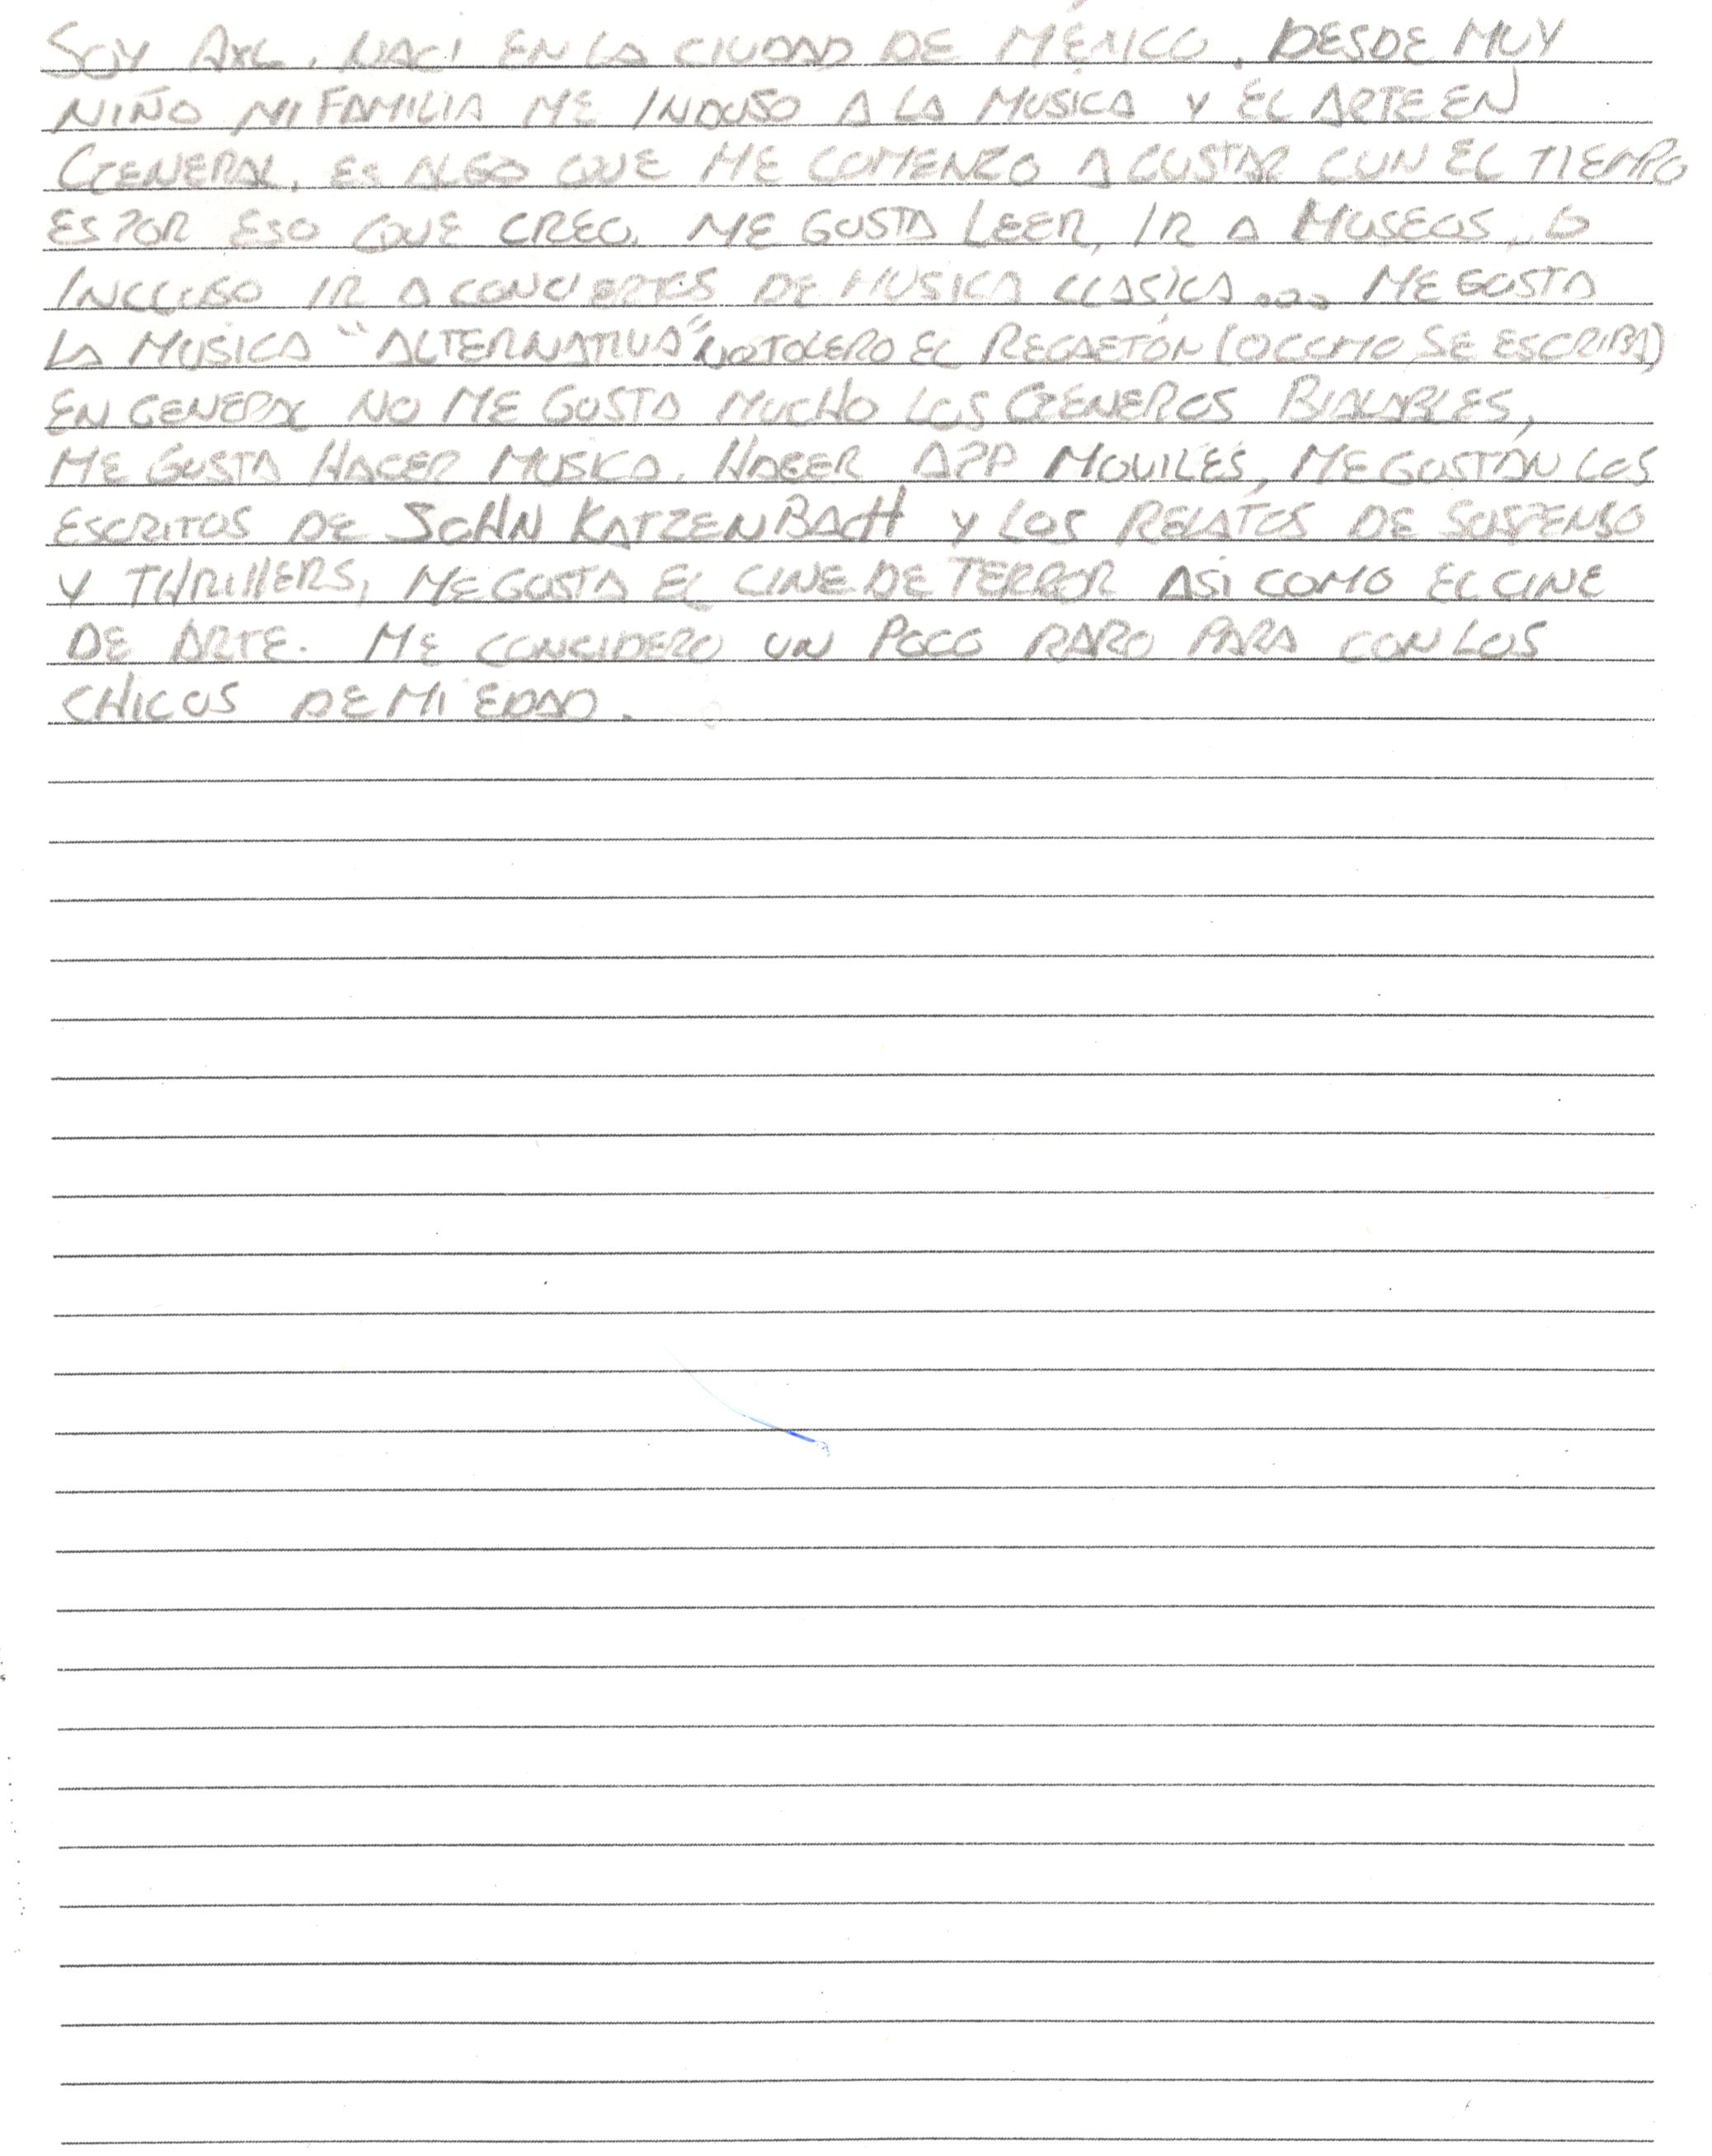 SOY AXL. NACI EN LA CIUDAD DE MÉXICO. DESDE MUY
NIÑO MI FAMILIA ME INDUSO A LA MUSICA Y EL ARTE EN
GENERAL, ES ALGO QUE ME COMENZO A GUSTAR CON EL TIEMPO
ES POR ESO QUE CREO. ME GUSTA LEER, IR A MUSEOS, O
INCLUSO IR A CONCIERTOS DE MUSICA CLASICA... ME GUSTA
LA MUSICA "ALTERNATIVA" NO TOLERO EL REGAETÓN (O COMO SE ESCRIBA)
EN GENERAL NO ME GUSTA MUCHO LOS GENEROS BIALABLES,
ME GUSTA HACER MUSICA. HACER APP MOVILES, ME GUSTAN LOS
ESCRITOS DE JOHN KATZENBACH Y LOS RELATOS DE SUSPENSO
Y THRILLERS, ME GUSTA EL CINE DE TERROR ASI COMO EL CINE
DE ARTE. ME CONCIDERO UN POCO RARO PARA CON LOS
CHICOS DE MI EDAD.